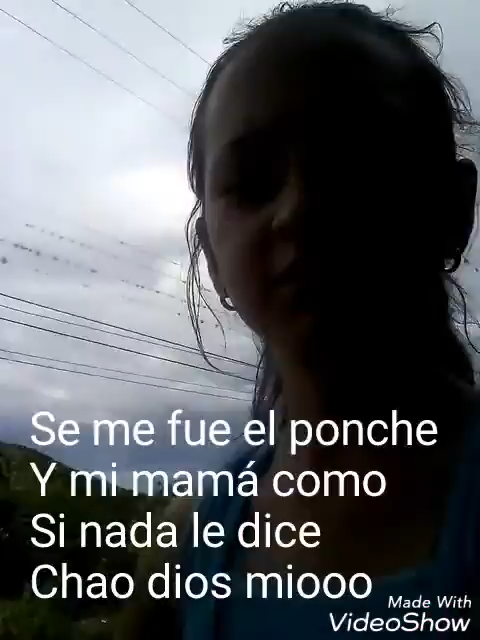 Se me fue el ponche
Y mi mamá como
Si nada le dice
Chao dios miooo
Made With
VideoShow